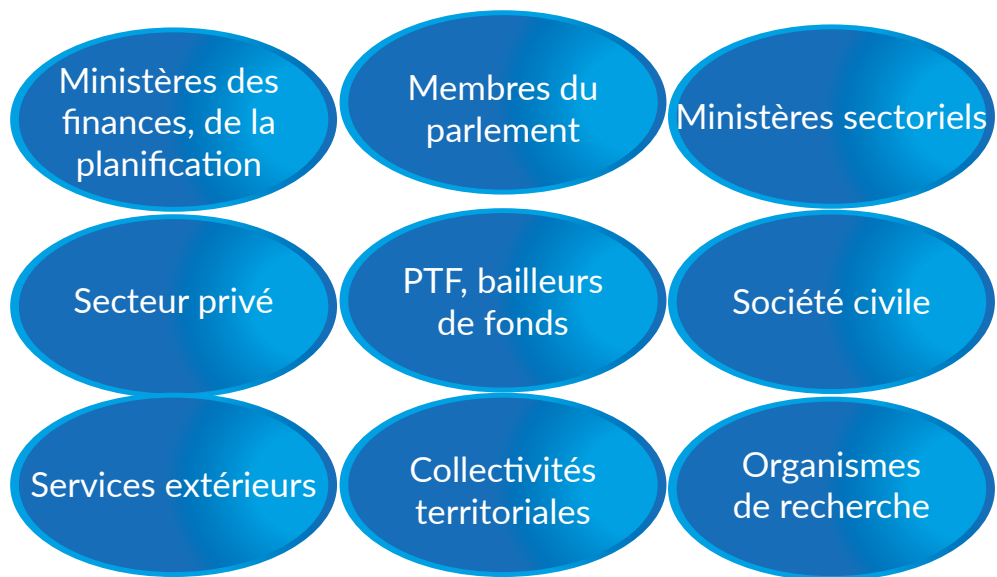 Ministères des
finances, de la
planification
Membres du
parlement
Ministères sectoriels
Secteur privé
PTF, bailleurs
de fonds
Société civile
Services extérieurs
Collectivités
territoriales
Organismes
de recherche